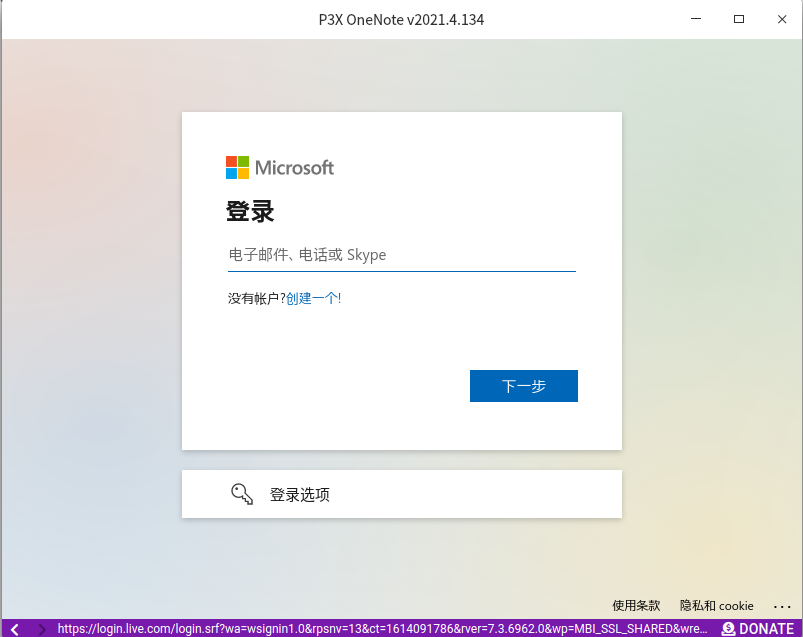 P3X OneNote v2021.4.134
Microsoft
登录
电子邮件、电话或 Skype
没有帐户?创建一个!
下一步
登录选项
使用条款 隐私和 cookie ...
https://login.live.com/login.srf?wa=wsignin1.0&rpsnv=13&ct=1614091786&rver=7.3.6962.0&wp=MBI_SSL_SHARED&wre... DONATE